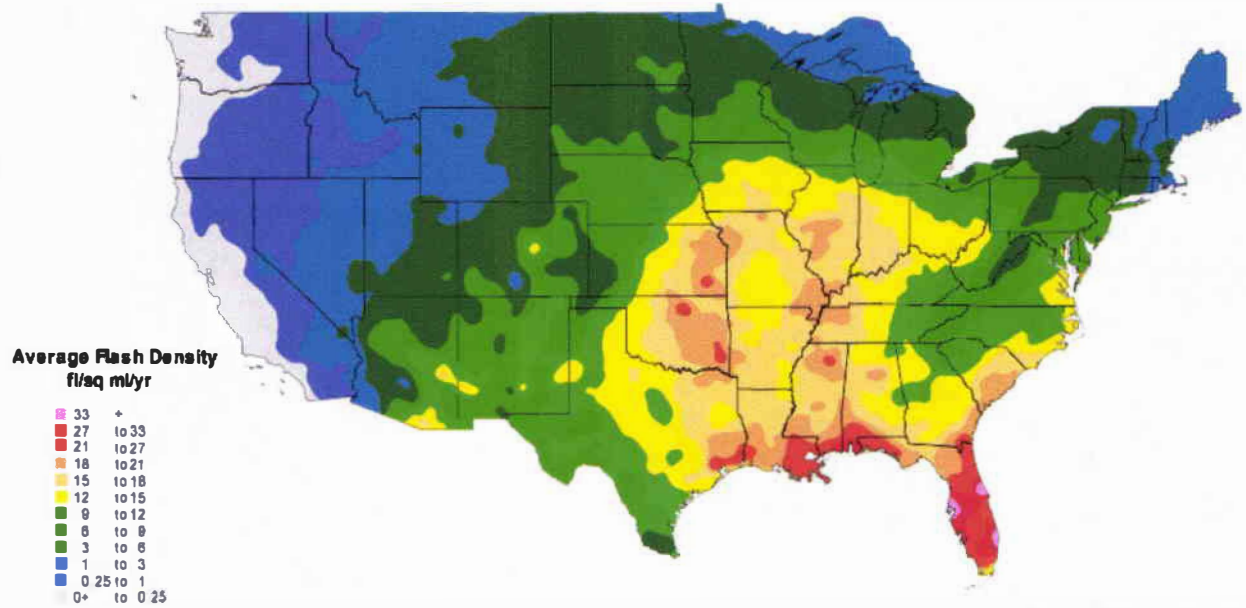 Average Flash Density
fl/sq mi/yr
33 +
27 to 33
21 to 27
18 to 21
15 to 18
12 to 15
9 to 12
6 to 9
3 to 6
1 to 3
0 25 to 1
0+ to 0 25